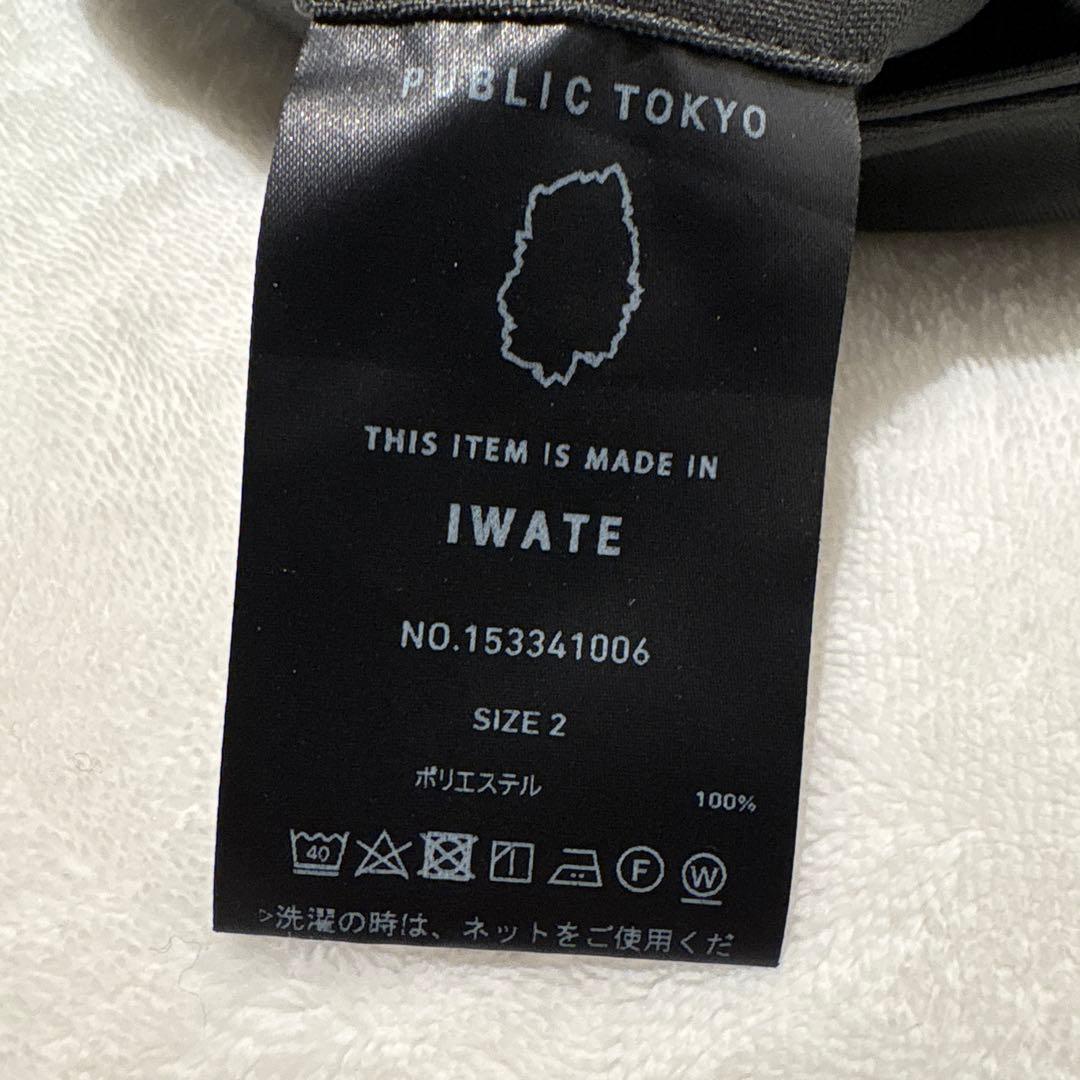 PUBLIC TOKYO
THIS ITEM IS MADE IN
IWATE
NO.153341006
SIZE 2
ポリエステル 100%
40 F W
▷洗濯の時は、ネットをご使用くだ